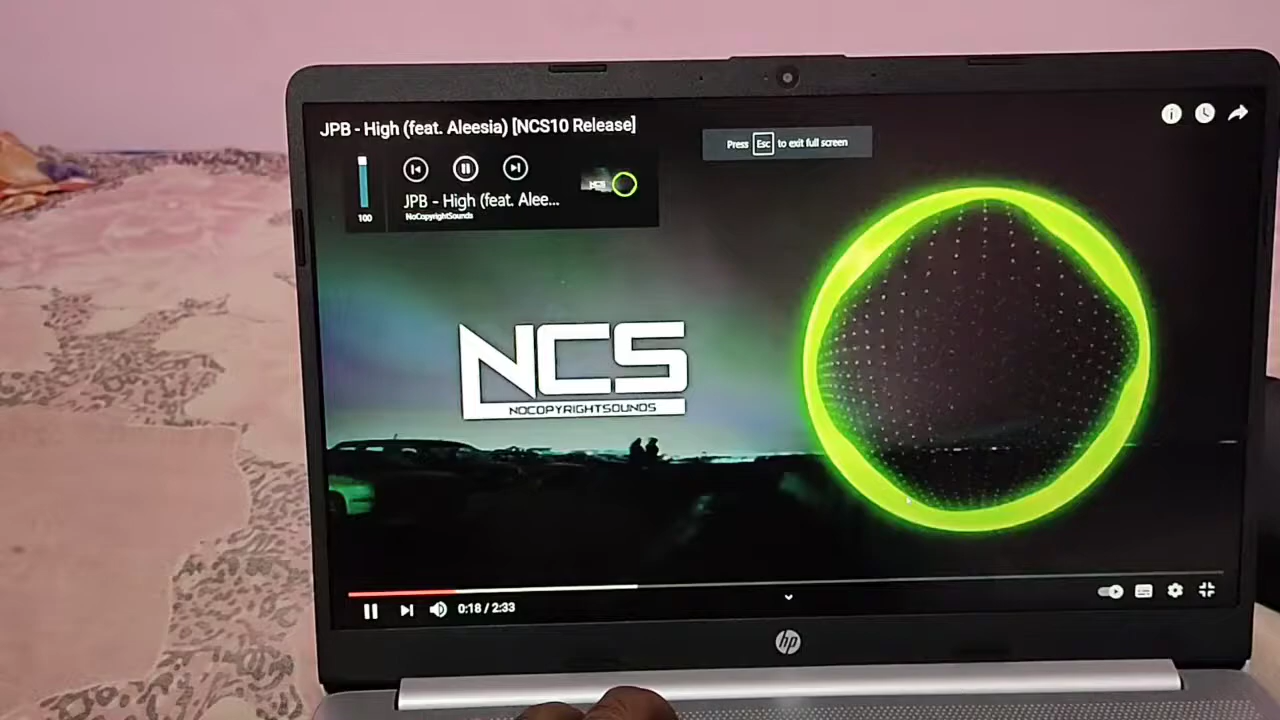 JPB - High (feat. Aleesia) [NCS10 Release]
Press Esc to exit full screen
100
JPB - High (feat. Alee...
NoCopyrightSounds
NCS
NCS
NOCOPYRIGHTSOUNDS
0:18 / 2:33
hp